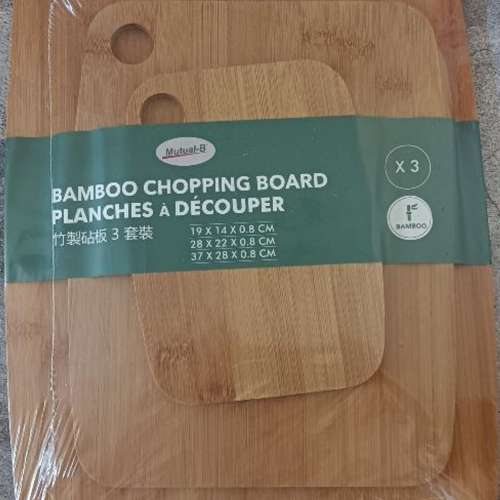 Mutual-B
BAMBOO CHOPPING BOARD
PLANCHES À DÉCOUPER
竹製砧板 3 套裝
19 X 14 X 0.8 CM
28 X 22 X 0.8 CM
37 X 28 X 0.8 CM
X 3
BAMBOO